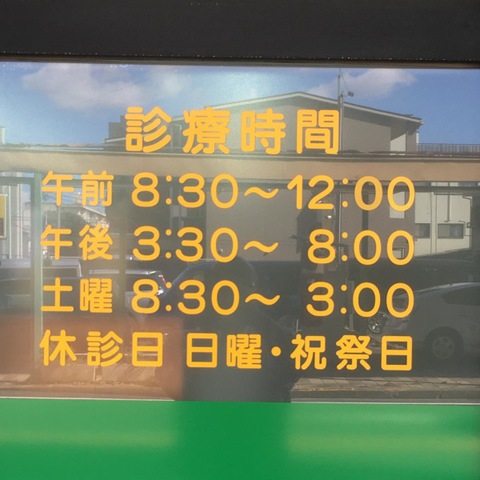 診療時間
午前 8:30～12:00
午後 3:30～ 8:00
土曜 8:30～ 3:00
休診日 日曜・祝祭日